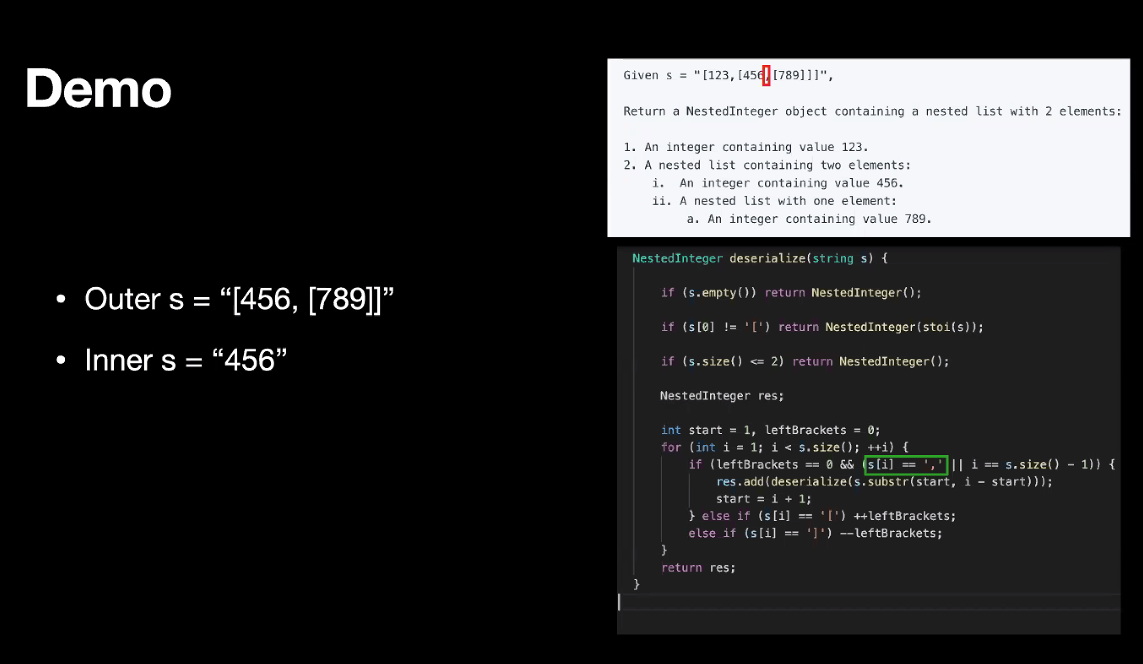 Demo
• Outer s = “[456, [789]]”
• Inner s = “456”
Given s = "[123,[456,[789]]]",
Return a NestedInteger object containing a nested list with 2 elements:
1. An integer containing value 123.
2. A nested list containing two elements:
i. An integer containing value 456.
ii. A nested list with one element:
a. An integer containing value 789.
NestedInteger deserialize(string s) {
if (s.empty()) return NestedInteger();
if (s[0] != '[') return NestedInteger(stoi(s));
if (s.size() <= 2) return NestedInteger();
NestedInteger res;
int start = 1, leftBrackets = 0;
for (int i = 1; i < s.size(); ++i) {
if (leftBrackets == 0 && (s[i] == ',' || i == s.size() - 1)) {
res.add(deserialize(s.substr(start, i - start)));
start = i + 1;
} else if (s[i] == '[') ++leftBrackets;
else if (s[i] == ']') --leftBrackets;
}
return res;
}